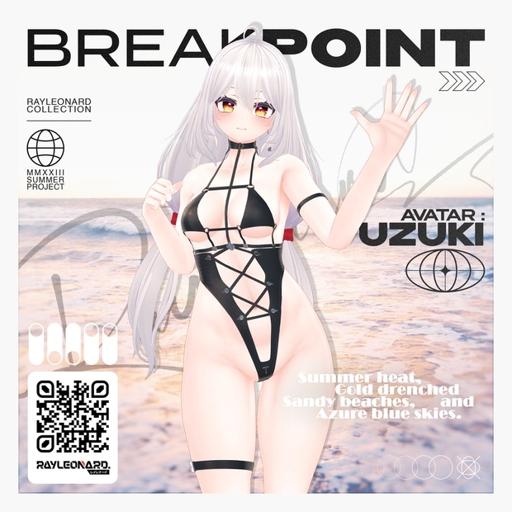 BREAKPOINT
RAYLEONARD
COLLECTION
MMXXIII
SUMMER
PROJECT
AVATAR :
UZUKI
Summer heat,
Gold drenched
Sandy beaches, and
Azure blue skies.
RAYLEONARD.